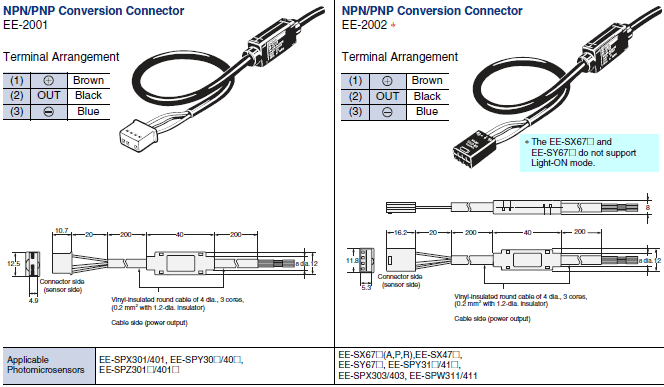 NPN/PNP Conversion Connector
EE-2001
Terminal Arrangement
(1) ⊕ Brown
(2) OUT Black
(3) ⊖ Blue
10.7
20
200
40
200
12.5
4.9
8 dia.
12
Connector side
(sensor side)
Vinyl-insulated round cable of 4 dia., 3 cores,
(0.2 mm² with 1.2-dia. insulator)
Cable side (power output)
NPN/PNP Conversion Connector
EE-2002 *
Terminal Arrangement
(1) ⊕ Brown
(2) OUT Black
(3) ⊖ Blue
* The EE-SX67□ and
EE-SY67□ do not support
Light-ON mode.
8
16.2
20
200
40
200
11.8
5.3
8 dia.
12
Connector side
(sensor side)
Vinyl-insulated round cable of 4 dia., 3 cores,
(0.2 mm² with 1.2-dia. insulator)
Cable side (power output)
Applicable
Photomicrosensors
EE-SPX301/401, EE-SPY30□/40□,
EE-SPZ301□/401□
EE-SX67□(A,P,R),EE-SX47□,
EE-SY67□, EE-SPY31□/41□,
EE-SPX303/403, EE-SPW311/411